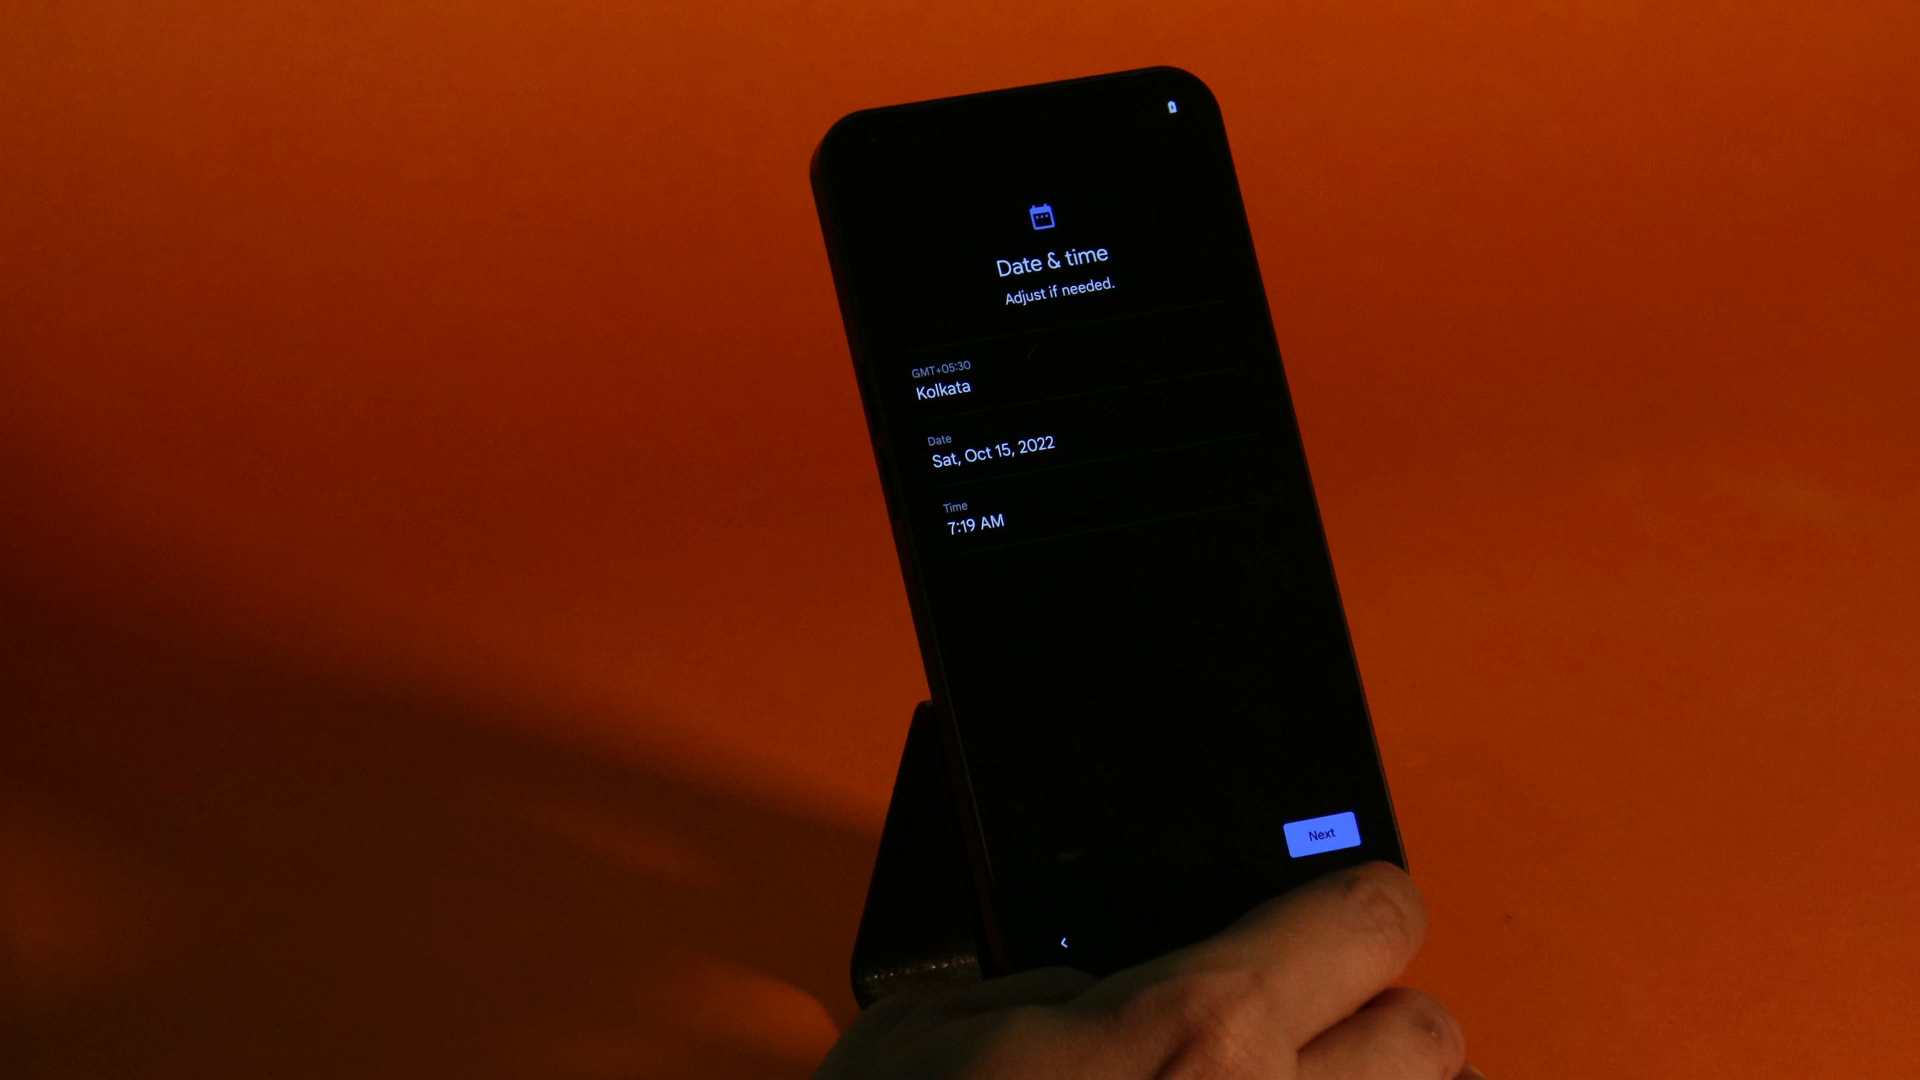 Date & time
Adjust if needed.
GMT+05:30
Kolkata
Date
Sat, Oct 15, 2022
Time
7:19 AM
Next